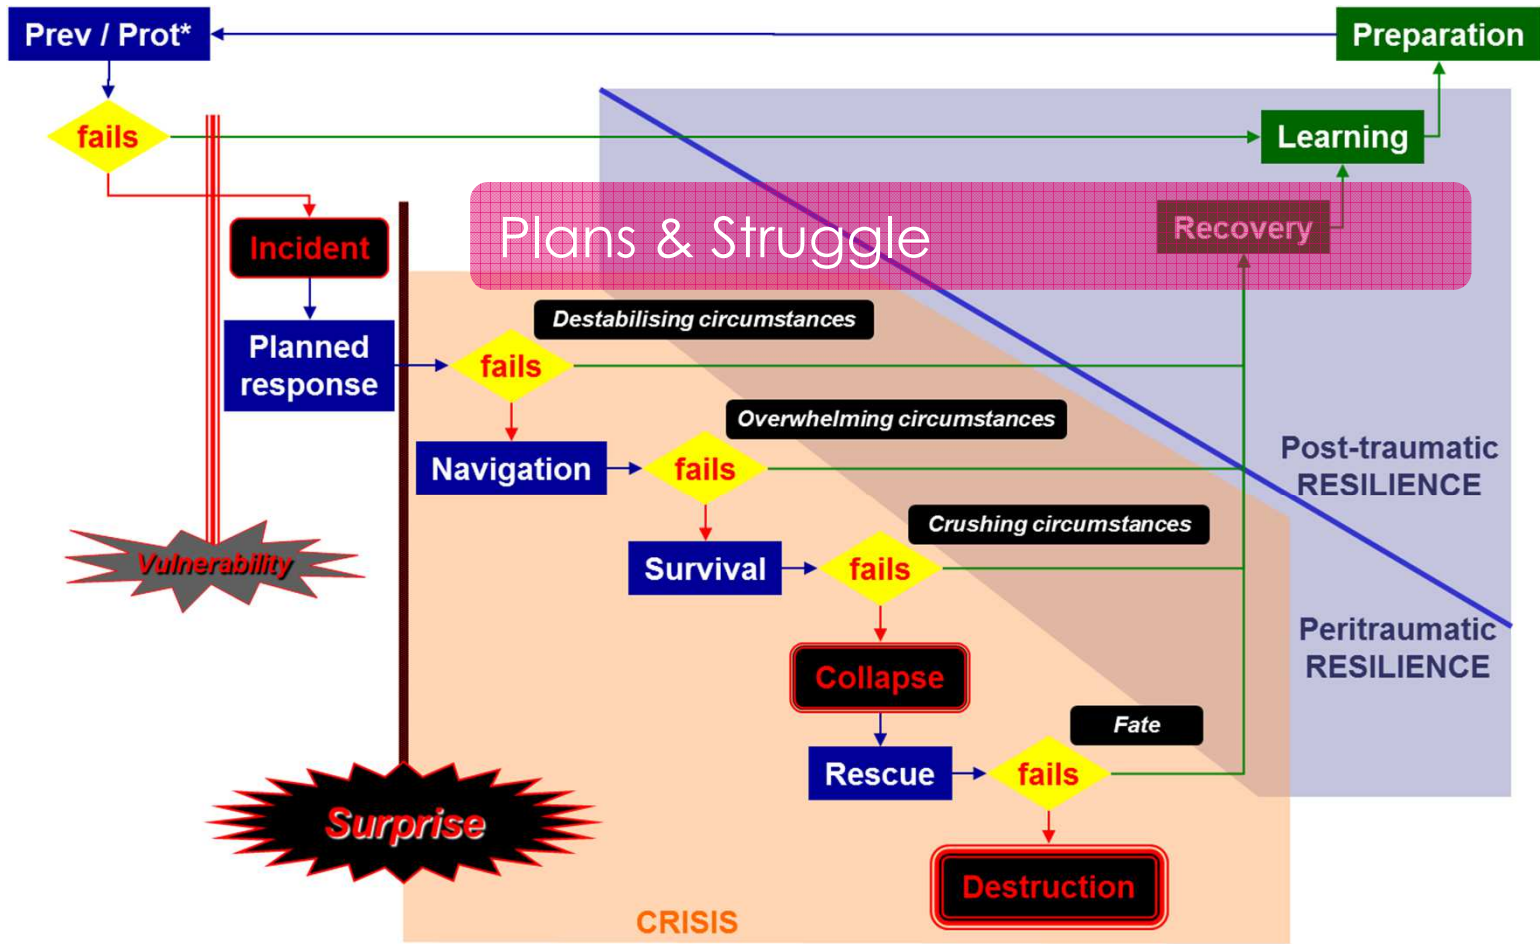 Prev / Prot*
Preparation
fails
Learning
Plans & Struggle
Recovery
Incident
Destabilising circumstances
Planned
response
fails
Overwhelming circumstances
Navigation
fails
Post-traumatic
RESILIENCE
Crushing circumstances
Vulnerability
Survival
fails
Peritraumatic
RESILIENCE
Collapse
Fate
Rescue
fails
Surprise
Destruction
CRISIS